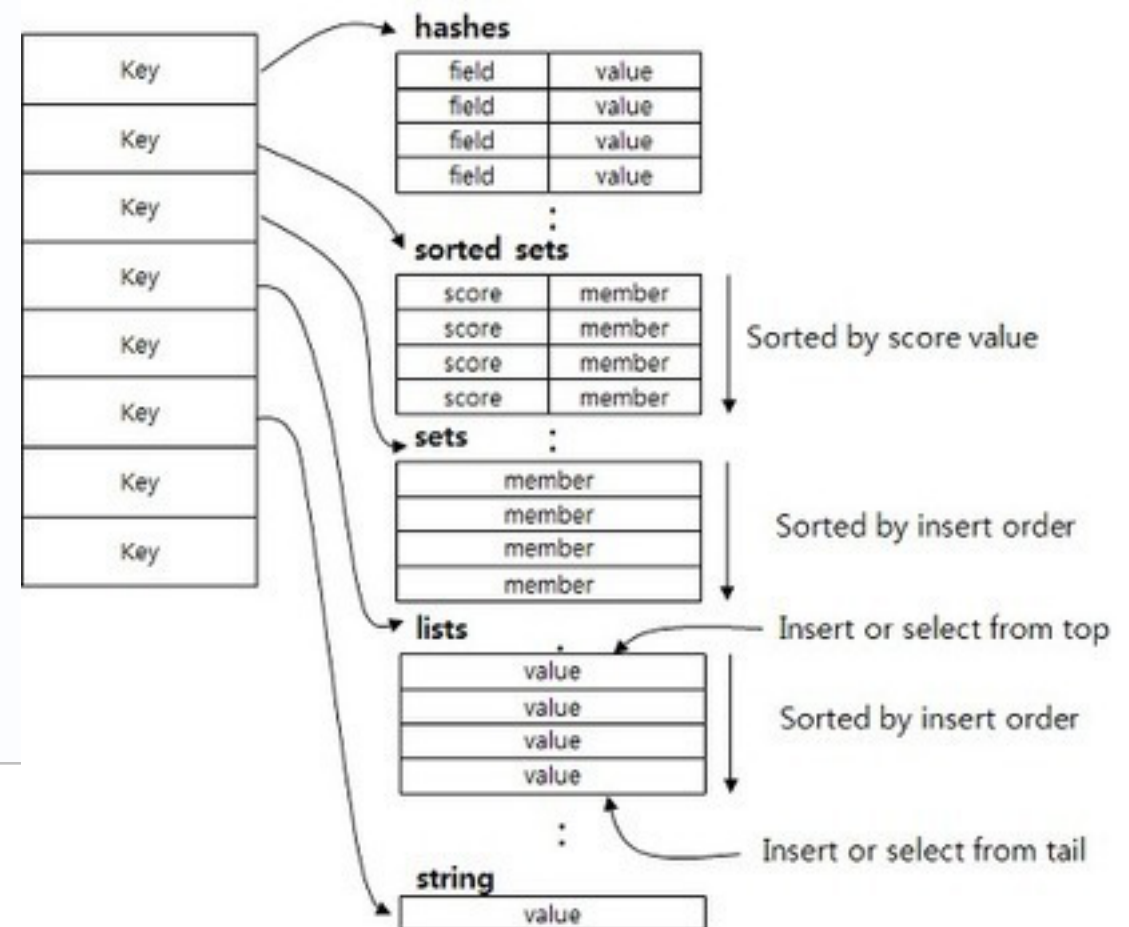 Key
Key
Key
Key
Key
Key
Key
Key
hashes
field value
field value
field value
field value
sorted sets
score member
score member
score member
score member
Sorted by score value
sets
member
member
member
member
Sorted by insert order
lists
Insert or select from top
value
value
value
value
Sorted by insert order
Insert or select from tail
string
value